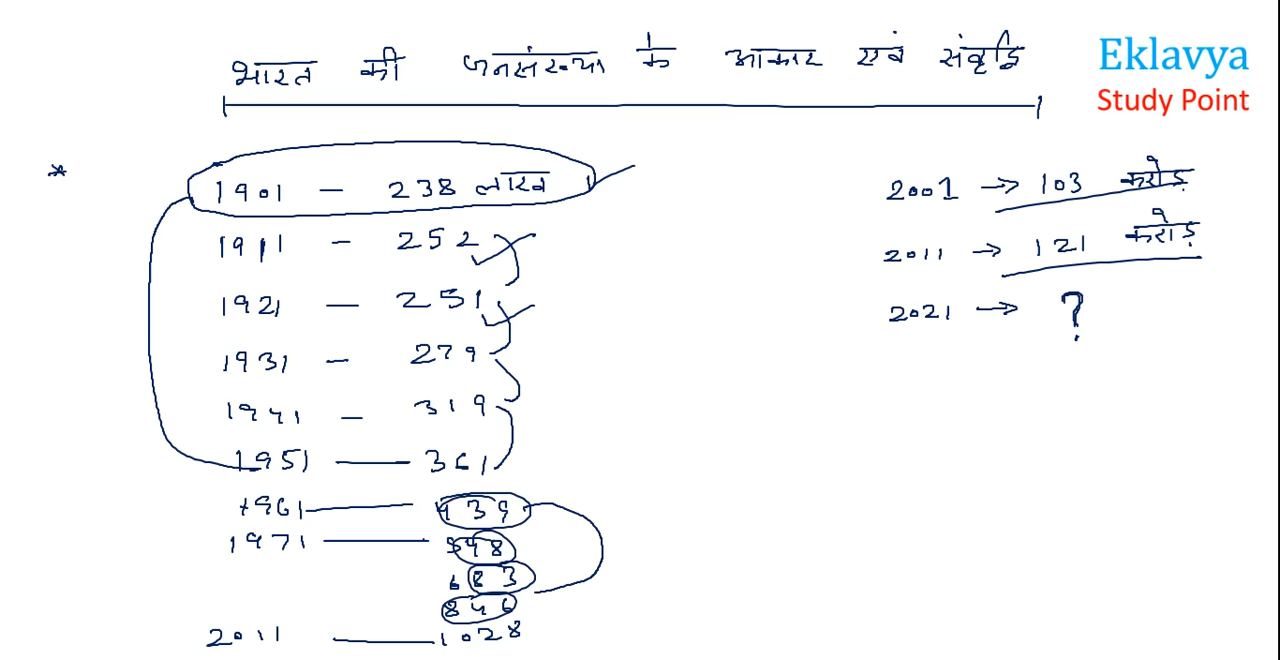 भारत की जनसंख्या के आकार एवं संवृद्धि
Eklavya
Study Point
* 1901 – 238 लाख
1911 – 252
1921 – 251
1931 – 279
1941 – 319
1951 — 361
1961 — 439
1971 — 548
683
846
2011 — 1028
2001 → 103 करोड़
2011 → 121 करोड़
2021 → ?